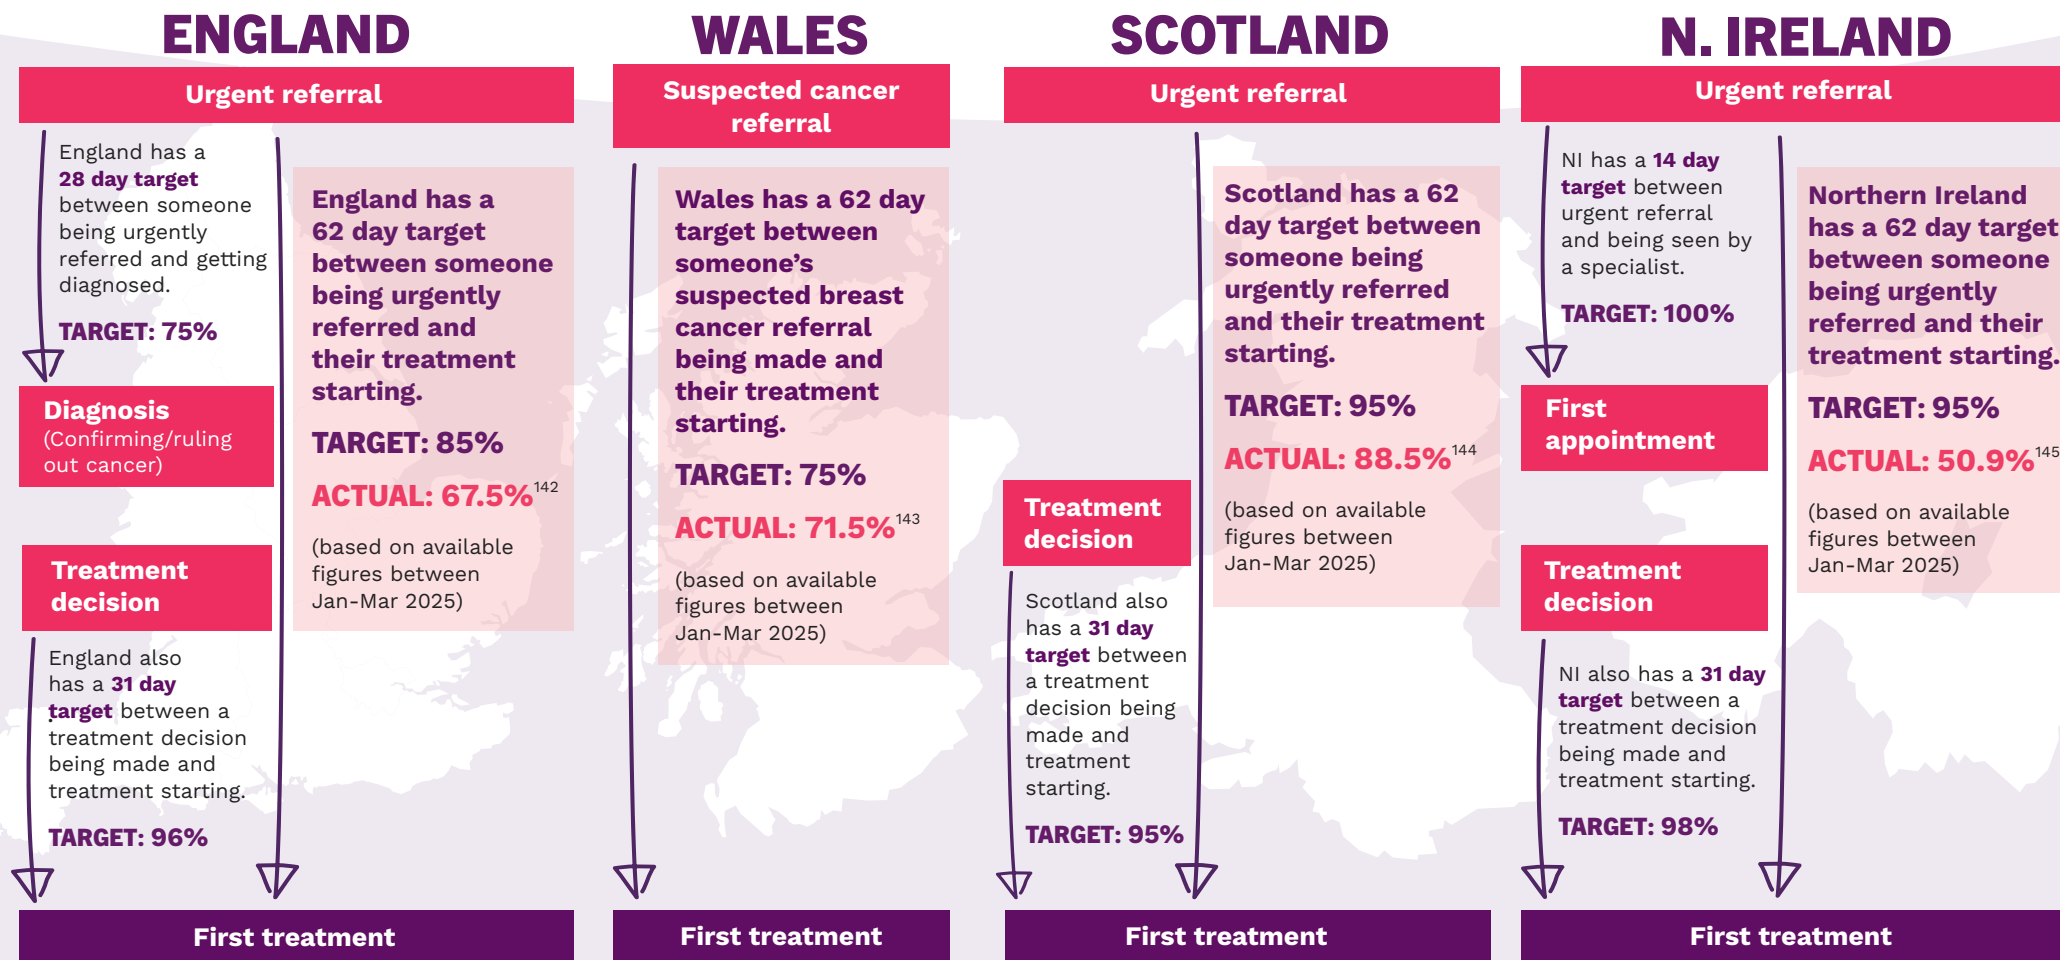 ENGLAND
Urgent referral
England has a
28 day target
between someone
being urgently
referred and getting
diagnosed.
TARGET: 75%
Diagnosis
(Confirming/ruling
out cancer)
Treatment
decision
England also
has a 31 day
target between a
treatment decision
being made and
treatment starting.
TARGET: 96%
England has a
62 day target
between someone
being urgently
referred and
their treatment
starting.
TARGET: 85%
ACTUAL: 67.5%142
(based on available
figures between
Jan-Mar 2025)
First treatment
WALES
Suspected cancer
referral
Wales has a 62 day
target between
someone’s
suspected breast
cancer referral
being made and
their treatment
starting.
TARGET: 75%
ACTUAL: 71.5%143
(based on available
figures between
Jan-Mar 2025)
First treatment
SCOTLAND
Urgent referral
Treatment
decision
Scotland also
has a 31 day
target between
a treatment
decision being
made and
treatment
starting.
TARGET: 95%
Scotland has a 62
day target between
someone being
urgently referred
and their treatment
starting.
TARGET: 95%
ACTUAL: 88.5%144
(based on available
figures between
Jan-Mar 2025)
First treatment
N. IRELAND
Urgent referral
NI has a 14 day
target between
urgent referral
and being seen by
a specialist.
TARGET: 100%
First
appointment
Treatment
decision
NI also has a 31 day
target between a
treatment decision
being made and
treatment starting.
TARGET: 98%
Northern Ireland
has a 62 day target
between someone
being urgently
referred and their
treatment starting.
TARGET: 95%
ACTUAL: 50.9%145
(based on available
figures between
Jan-Mar 2025)
First treatment